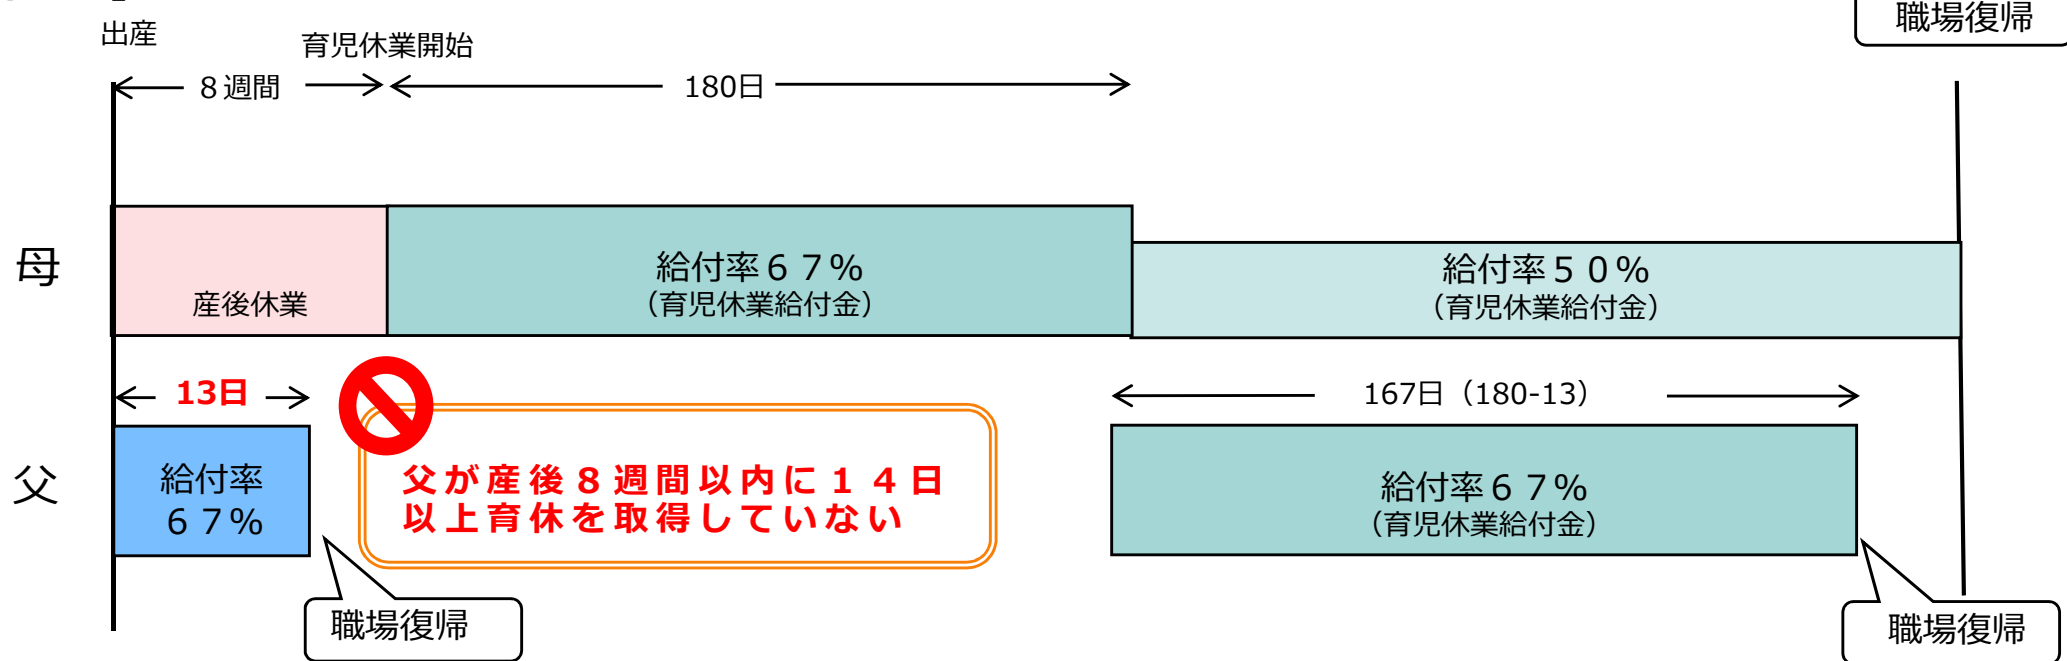 職場復帰
出産
育児休業開始
８週間
180日
母
産後休業
給付率６７%
（育児休業給付金）
給付率５０%
（育児休業給付金）
13日
167日（180-13）
父
給付率
６７%
父が産後８週間以内に１４日
以上育休を取得していない
給付率６７%
（育児休業給付金）
職場復帰
職場復帰